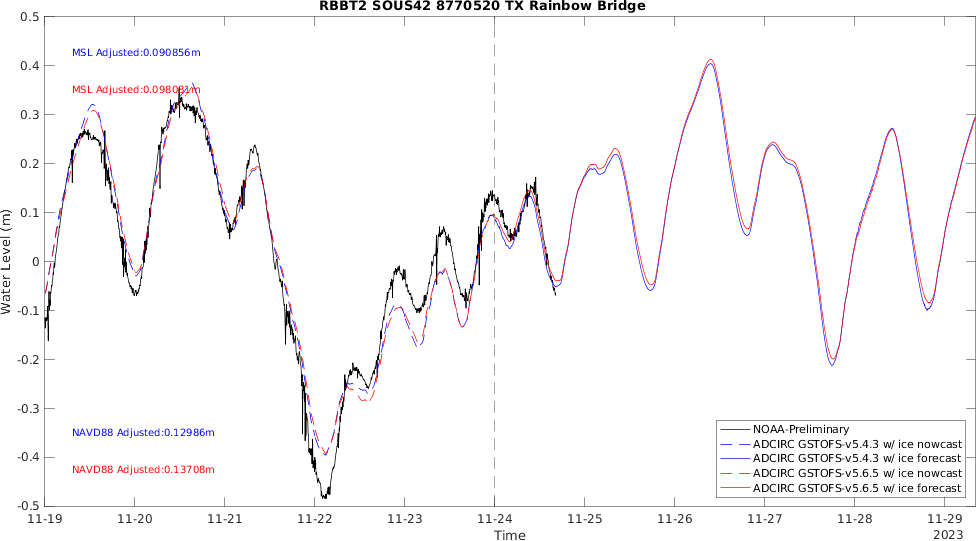 RBBT2 SOUS42 8770520 TX Rainbow Bridge
0.5
MSL Adjusted:0.090856m
0.4
MSL Adjusted:
0.3
0.2
0.1
0
Water Level (m)
-0.1
-0.2
-0.3
NAVD88 Adjusted:0.12986m
-0.4
NAVD88 Adjusted:0.13708m
-0.5
NOAA-Preliminary
ADCIRC GSTOFS-v5.4.3 w/ ice nowcast
ADCIRC GSTOFS-v5.4.3 w/ ice forecast
ADCIRC GSTOFS-v5.6.5 w/ ice nowcast
ADCIRC GSTOFS-v5.6.5 w/ ice forecast
11-19 11-20 11-21 11-22 11-23 11-24 11-25 11-26 11-27 11-28 11-29
Time
2023